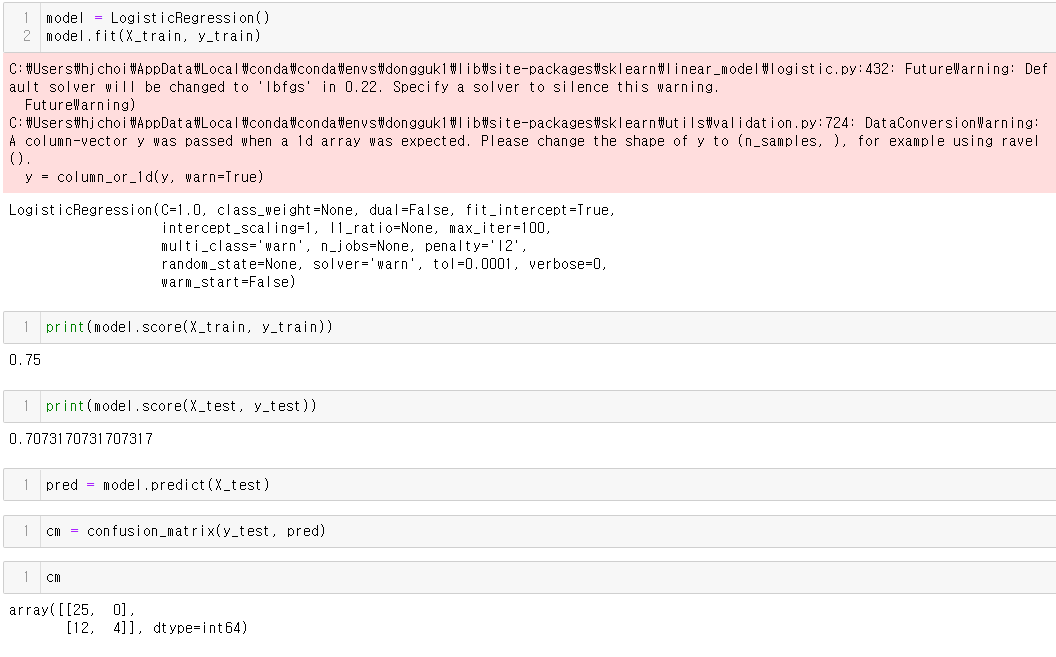 1 model = LogisticRegression()
2 model.fit(X_train, y_train)
C:₩Users₩hjchoi₩AppData₩Local₩conda₩conda₩envs₩dongguk1₩lib₩site-packages₩sklearn₩linear_model₩logistic.py:432: FutureWarning: Def
ault solver will be changed to 'lbfgs' in 0.22. Specify a solver to silence this warning.
  FutureWarning)
C:₩Users₩hjchoi₩AppData₩Local₩conda₩conda₩envs₩dongguk1₩lib₩site-packages₩sklearn₩utils₩validation.py:724: DataConversionWarning:
A column-vector y was passed when a 1d array was expected. Please change the shape of y to (n_samples, ), for example using ravel
().
  y = column_or_1d(y, warn=True)
LogisticRegression(C=1.0, class_weight=None, dual=False, fit_intercept=True,
                   intercept_scaling=1, l1_ratio=None, max_iter=100,
                   multi_class='warn', n_jobs=None, penalty='l2',
                   random_state=None, solver='warn', tol=0.0001, verbose=0,
                   warm_start=False)
1 print(model.score(X_train, y_train))
0.75
1 print(model.score(X_test, y_test))
0.7073170731707317
1 pred = model.predict(X_test)
1 cm = confusion_matrix(y_test, pred)
1 cm
array([[25,  0],
       [12,  4]], dtype=int64)